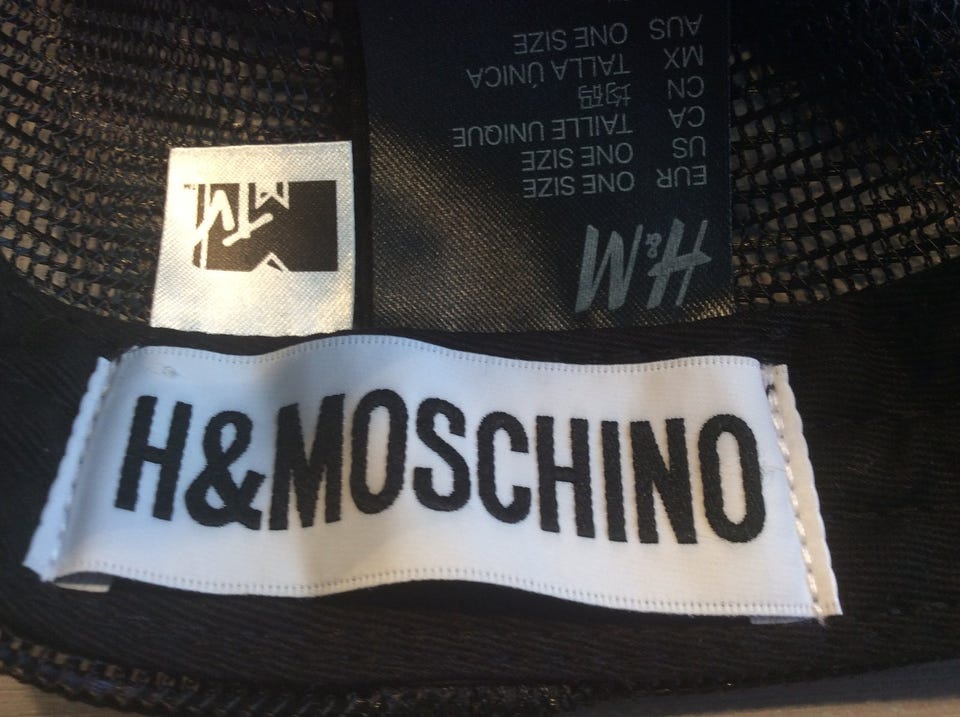 H&MOSCHINO
MTV
H&M
EUR ONE SIZE
US ONE SIZE
CA TAILLE UNIQUE
CN 均码
MX TALLA ÚNICA
AUS ONE SIZE